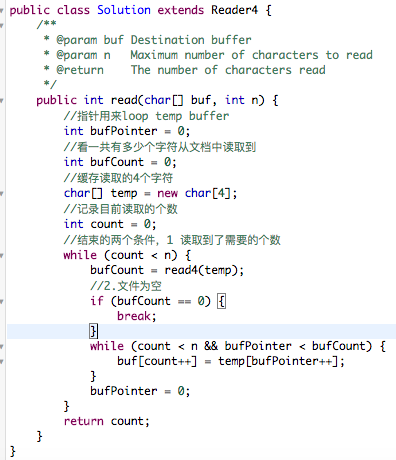 public class Solution extends Reader4 {
    /**
     * @param buf Destination buffer
     * @param n   Maximum number of characters to read
     * @return    The number of characters read
     */
    public int read(char[] buf, int n) {
        //指针用来loop temp buffer
        int bufPointer = 0;
        //看一共有多少个字符从文档中读取到
        int bufCount = 0;
        //缓存读取的4个字符
        char[] temp = new char[4];
        //记录目前读取的个数
        int count = 0;
        //结束的两个条件，1 读取到了需要的个数
        while (count < n) {
            bufCount = read4(temp);
            //2.文件为空
            if (bufCount == 0) {
                break;
            }
            while (count < n && bufPointer < bufCount) {
                buf[count++] = temp[bufPointer++];
            }
            bufPointer = 0;
        }
        return count;
    }
}